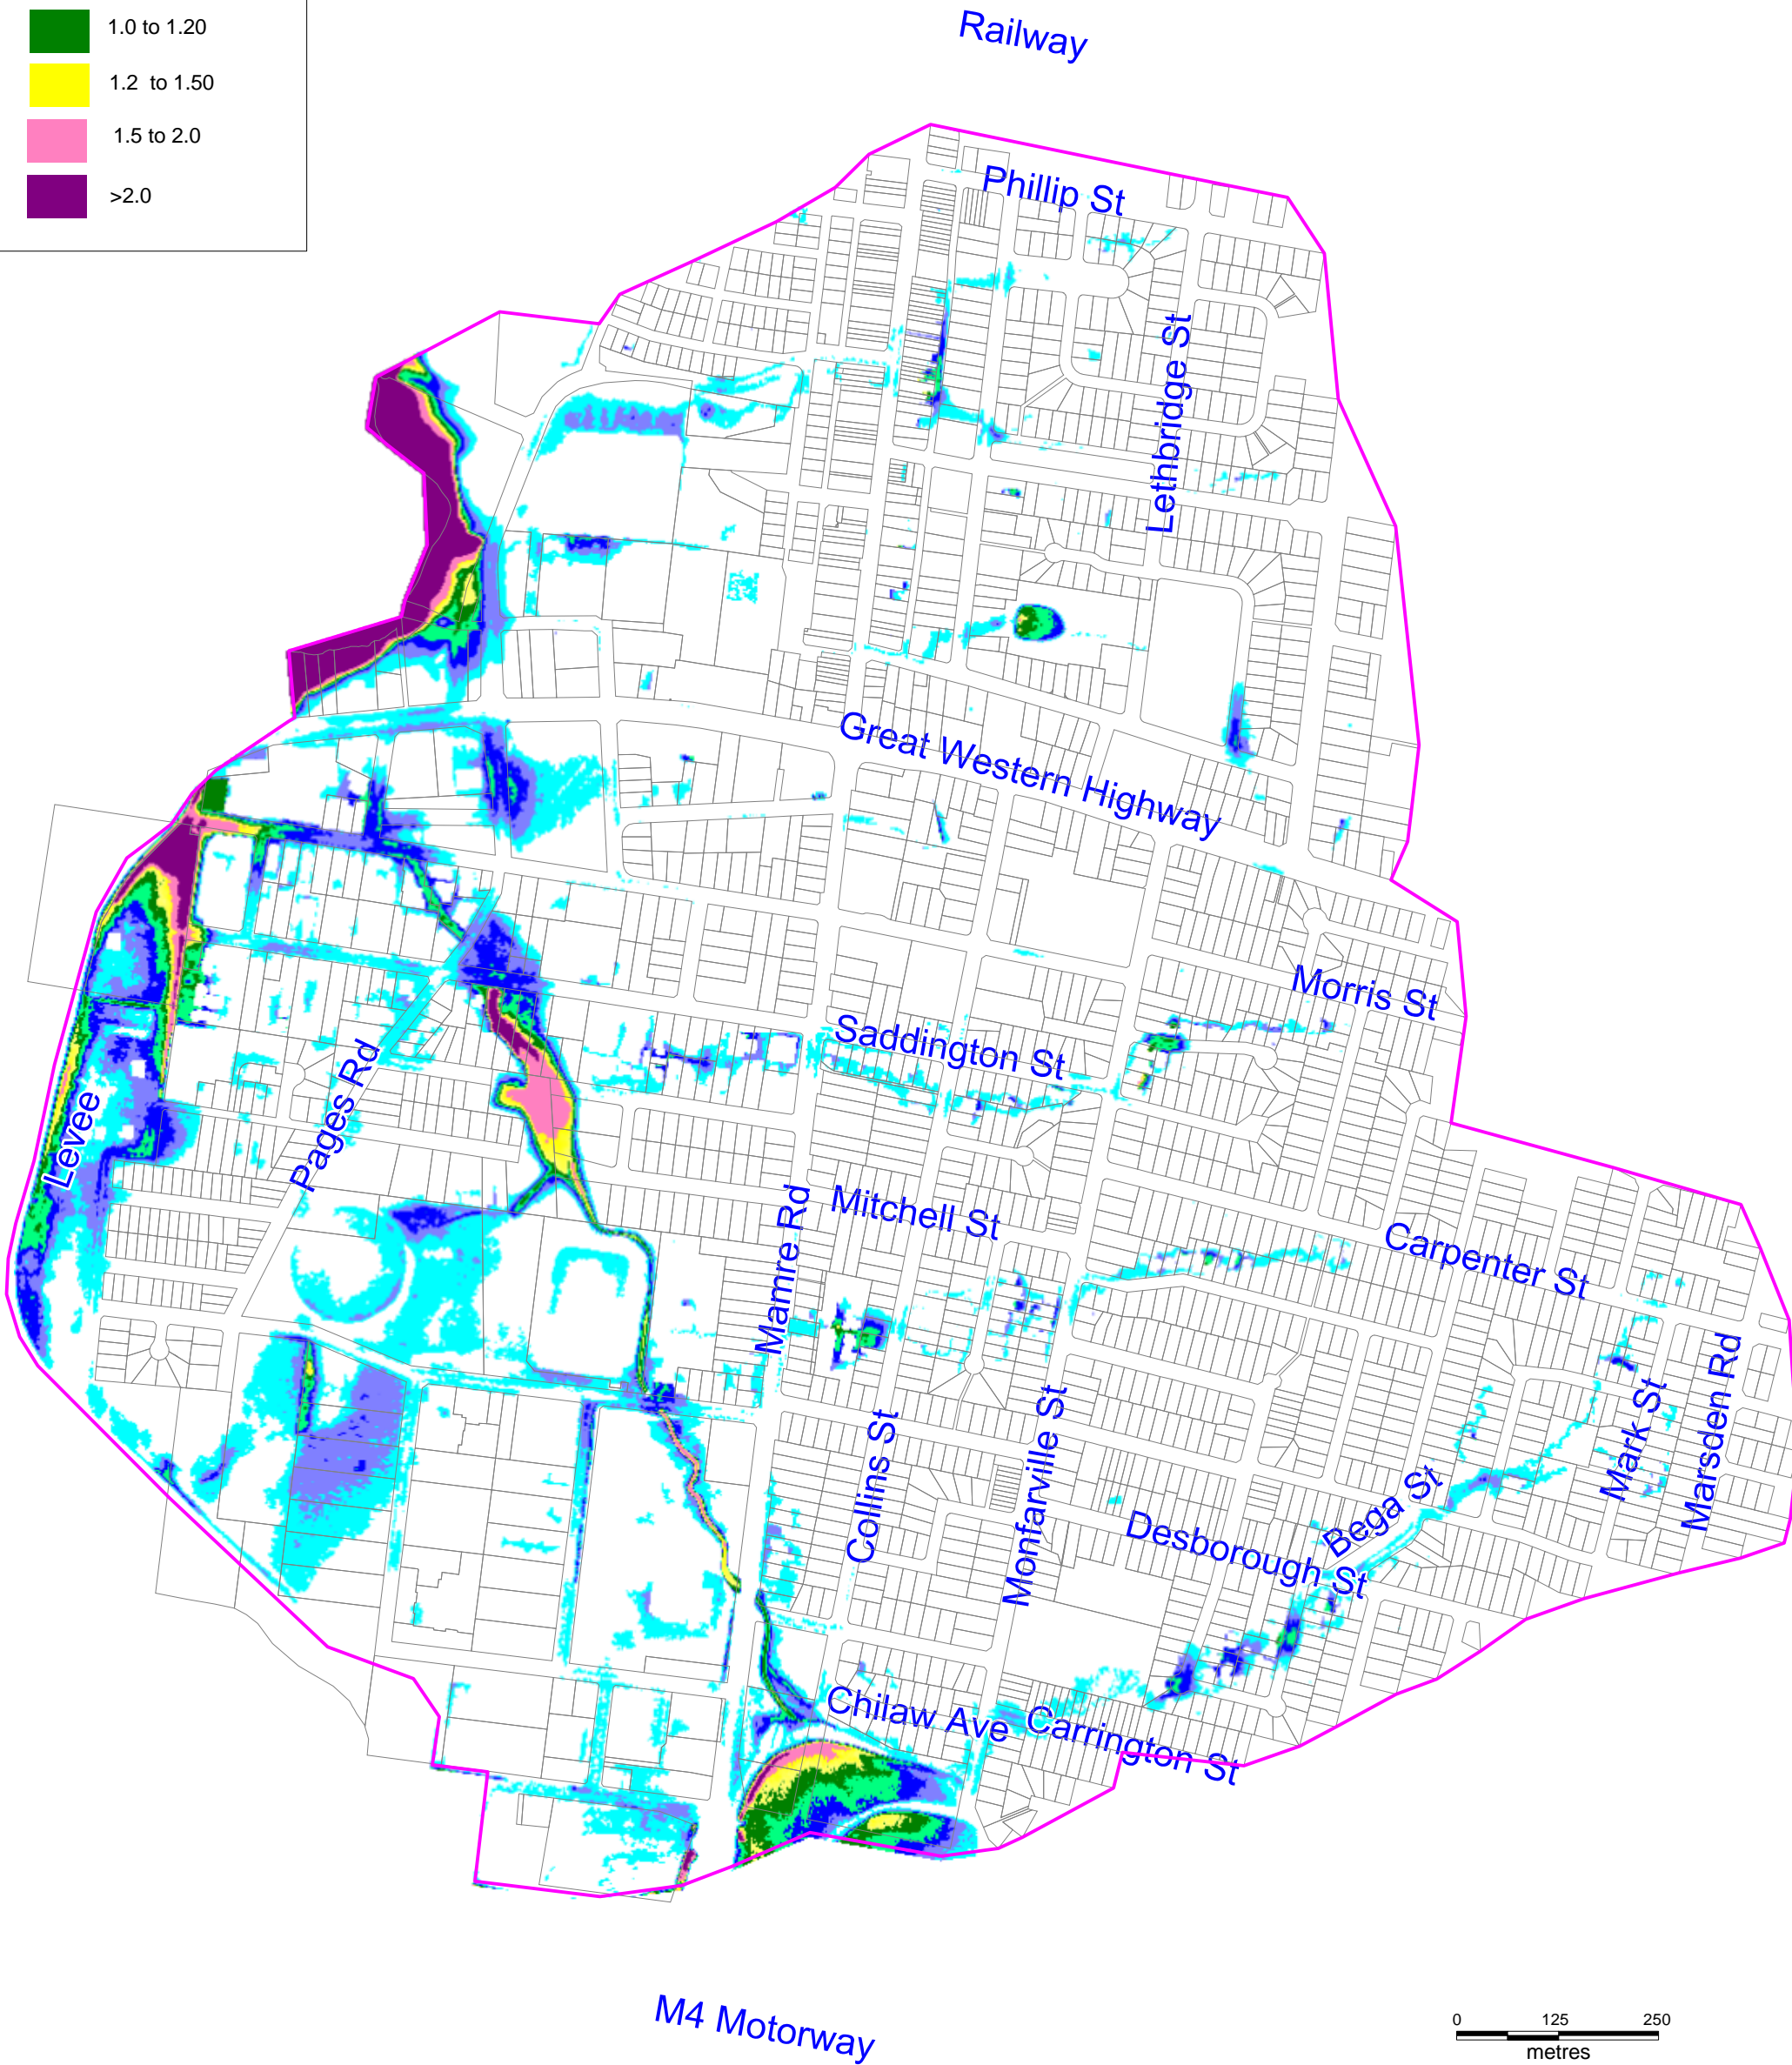 1.0 to 1.20
1.2 to 1.50
1.5 to 2.0
>2.0
Railway
Phillip St
Lethbridge St
Great Western Highway
Morris St
Saddington St
Pages Rd
Levee
Mitchell St
Mamre Rd
Carpenter St
Mark St
Marsden Rd
Collins St
Monfarville St
Bega St
Desborough St
Chilaw Ave
Carrington St
M4 Motorway
0 125 250
metres